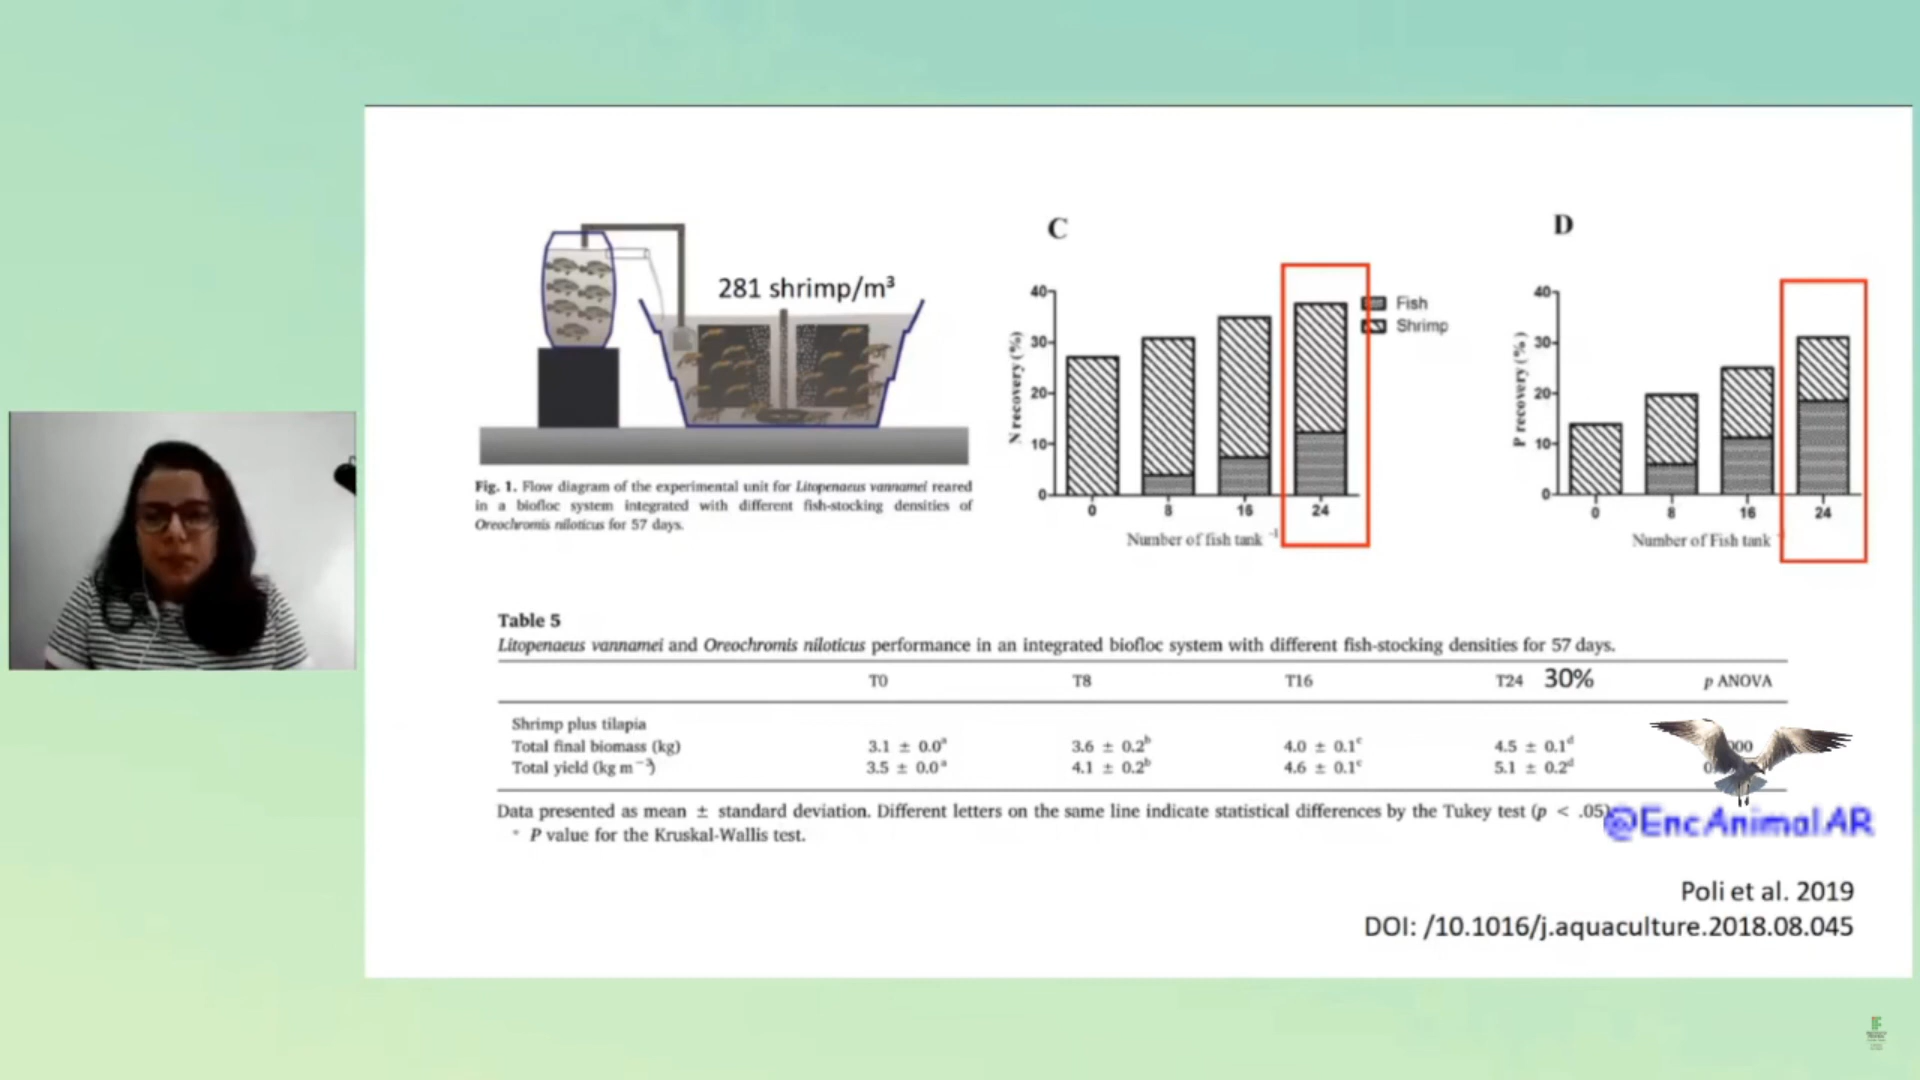 281 shrimp/m³
Fig. 1. Flow diagram of the experimental unit for Litopenaeus vannamei reared
in a biofloc system integrated with different fish-stocking densities of
Oreochromis niloticus for 57 days.
C
N recovery (%)
40
30
20
10
0
0 8 16 24
Number of fish tank ⁻¹
Fish
Shrimp
D
P recovery (%)
40
30
20
10
0
0 8 16 24
Number of Fish tank
Table 5
Litopenaeus vannamei and Oreochromis niloticus performance in an integrated biofloc system with different fish-stocking densities for 57 days.
T0 T8 T16 T24 30% p ANOVA
Shrimp plus tilapia
Total final biomass (kg) 3.1 ± 0.0ᵃ 3.6 ± 0.2ᵇ 4.0 ± 0.1ᶜ 4.5 ± 0.1ᵈ
Total yield (kg m⁻³) 3.5 ± 0.0ᵃ 4.1 ± 0.2ᵇ 4.6 ± 0.1ᶜ 5.1 ± 0.2ᵈ
Data presented as mean ± standard deviation. Different letters on the same line indicate statistical differences by the Tukey test (p < .05)
* P value for the Kruskal-Wallis test.
@EncAnimalAR
Poli et al. 2019
DOI: /10.1016/j.aquaculture.2018.08.045